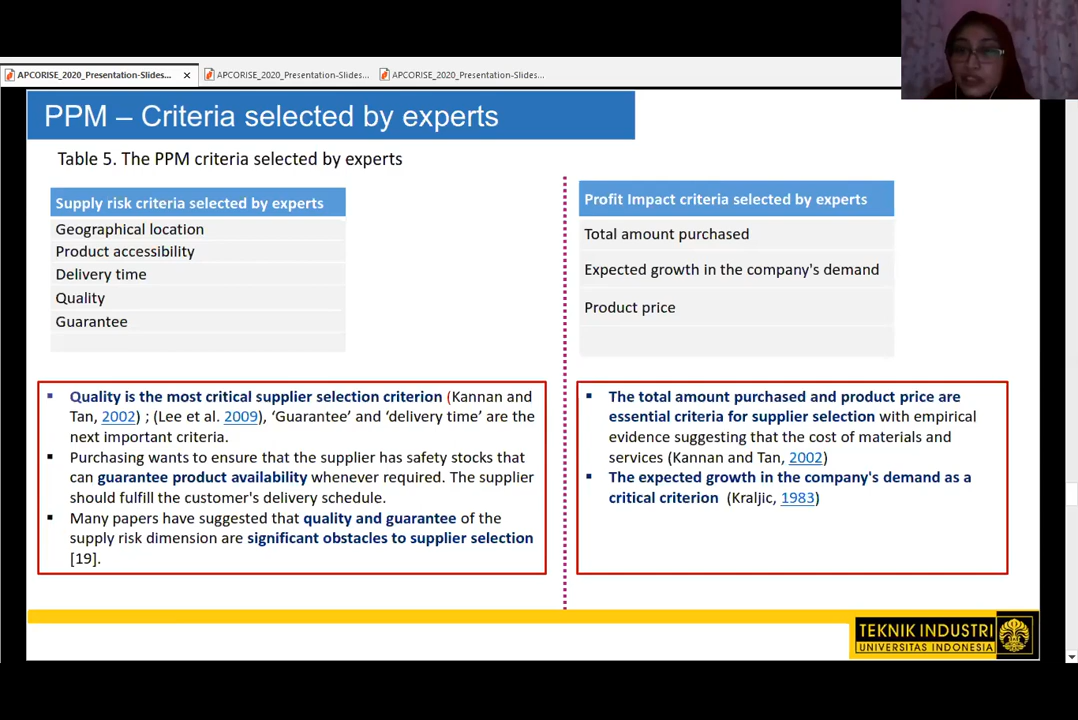 APCORISE_2020_Presentation-Slides...
APCORISE_2020_Presentation-Slides...
APCORISE_2020_Presentation-Slides...
PPM – Criteria selected by experts
Table 5. The PPM criteria selected by experts
Supply risk criteria selected by experts
Geographical location
Product accessibility
Delivery time
Quality
Guarantee
Profit Impact criteria selected by experts
Total amount purchased
Expected growth in the company's demand
Product price
▪ Quality is the most critical supplier selection criterion (Kannan and
Tan, 2002) ; (Lee et al. 2009), ‘Guarantee’ and ‘delivery time’ are the
next important criteria.
▪ Purchasing wants to ensure that the supplier has safety stocks that
can guarantee product availability whenever required. The supplier
should fulfill the customer's delivery schedule.
▪ Many papers have suggested that quality and guarantee of the
supply risk dimension are significant obstacles to supplier selection
[19].
▪ The total amount purchased and product price are
essential criteria for supplier selection with empirical
evidence suggesting that the cost of materials and
services (Kannan and Tan, 2002)
▪ The expected growth in the company's demand as a
critical criterion (Kraljic, 1983)
TEKNIK INDUSTRI
UNIVERSITAS INDONESIA